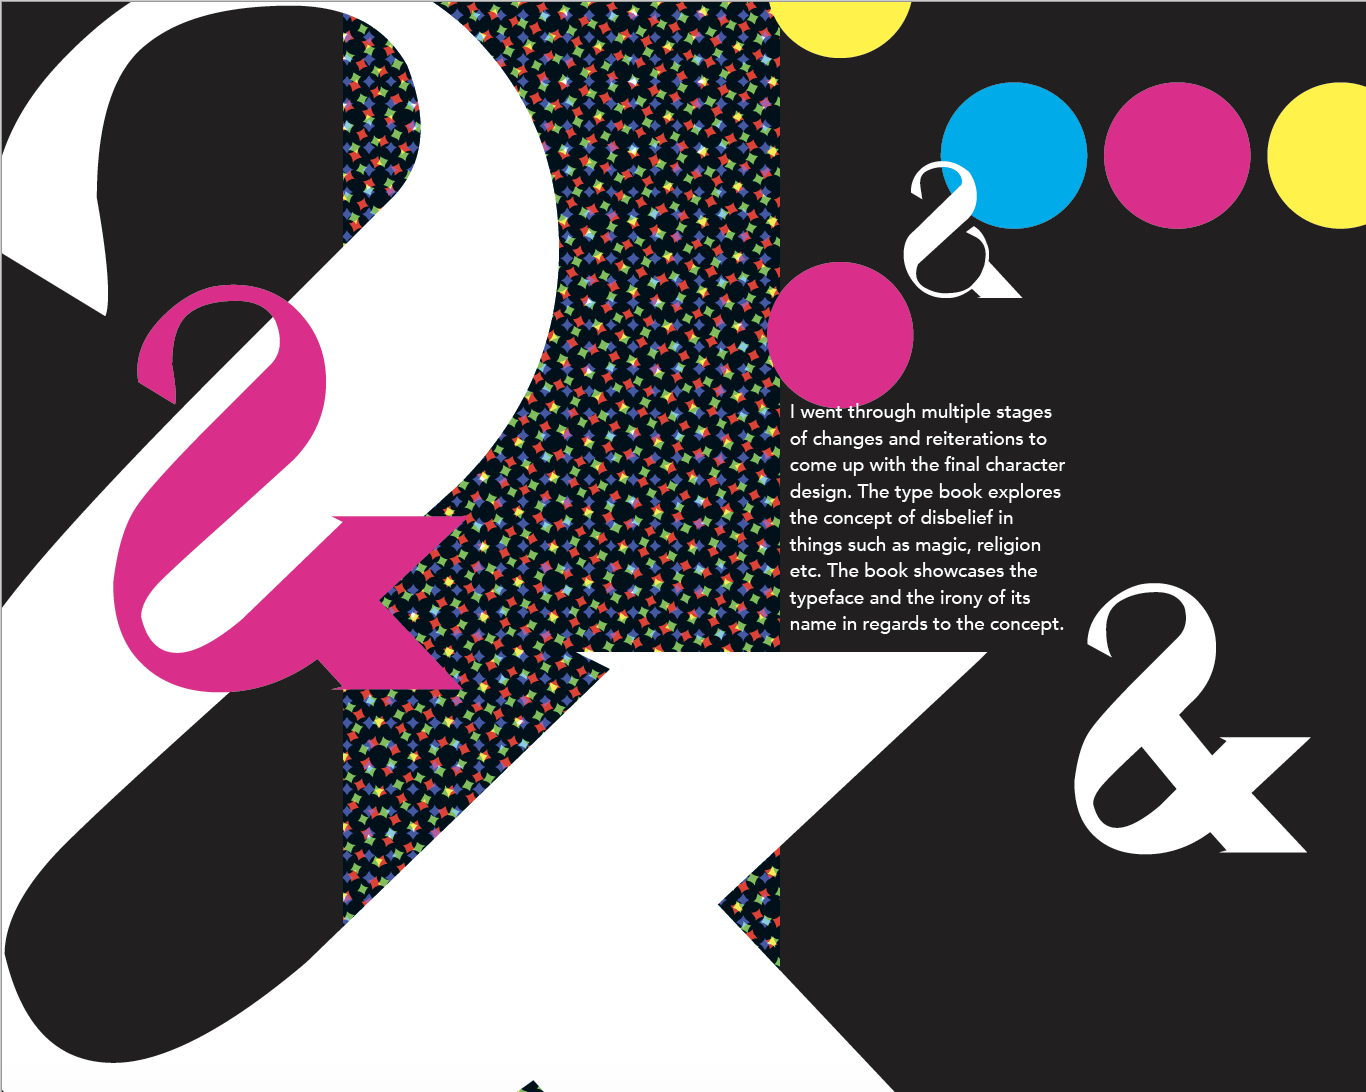 &
&
&
I went through multiple stages
of changes and reiterations to
come up with the final character
design. The type book explores
the concept of disbelief in
things such as magic, religion
etc. The book showcases the
typeface and the irony of its
name in regards to the concept.
&